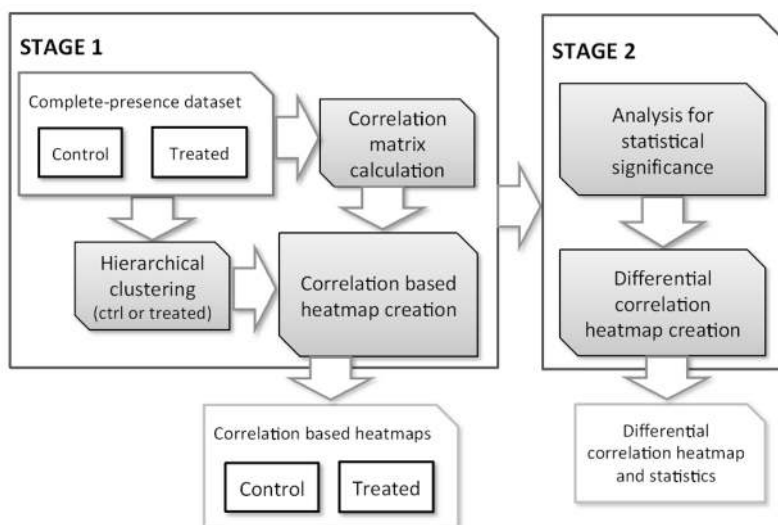 STAGE 1
Complete-presence dataset
Control
Treated
Correlation
matrix
calculation
Hierarchical
clustering
(ctrl or treated)
Correlation based
heatmap creation
Correlation based heatmaps
Control
Treated
STAGE 2
Analysis for
statistical
significance
Differential
correlation
heatmap creation
Differential
correlation heatmap
and statistics